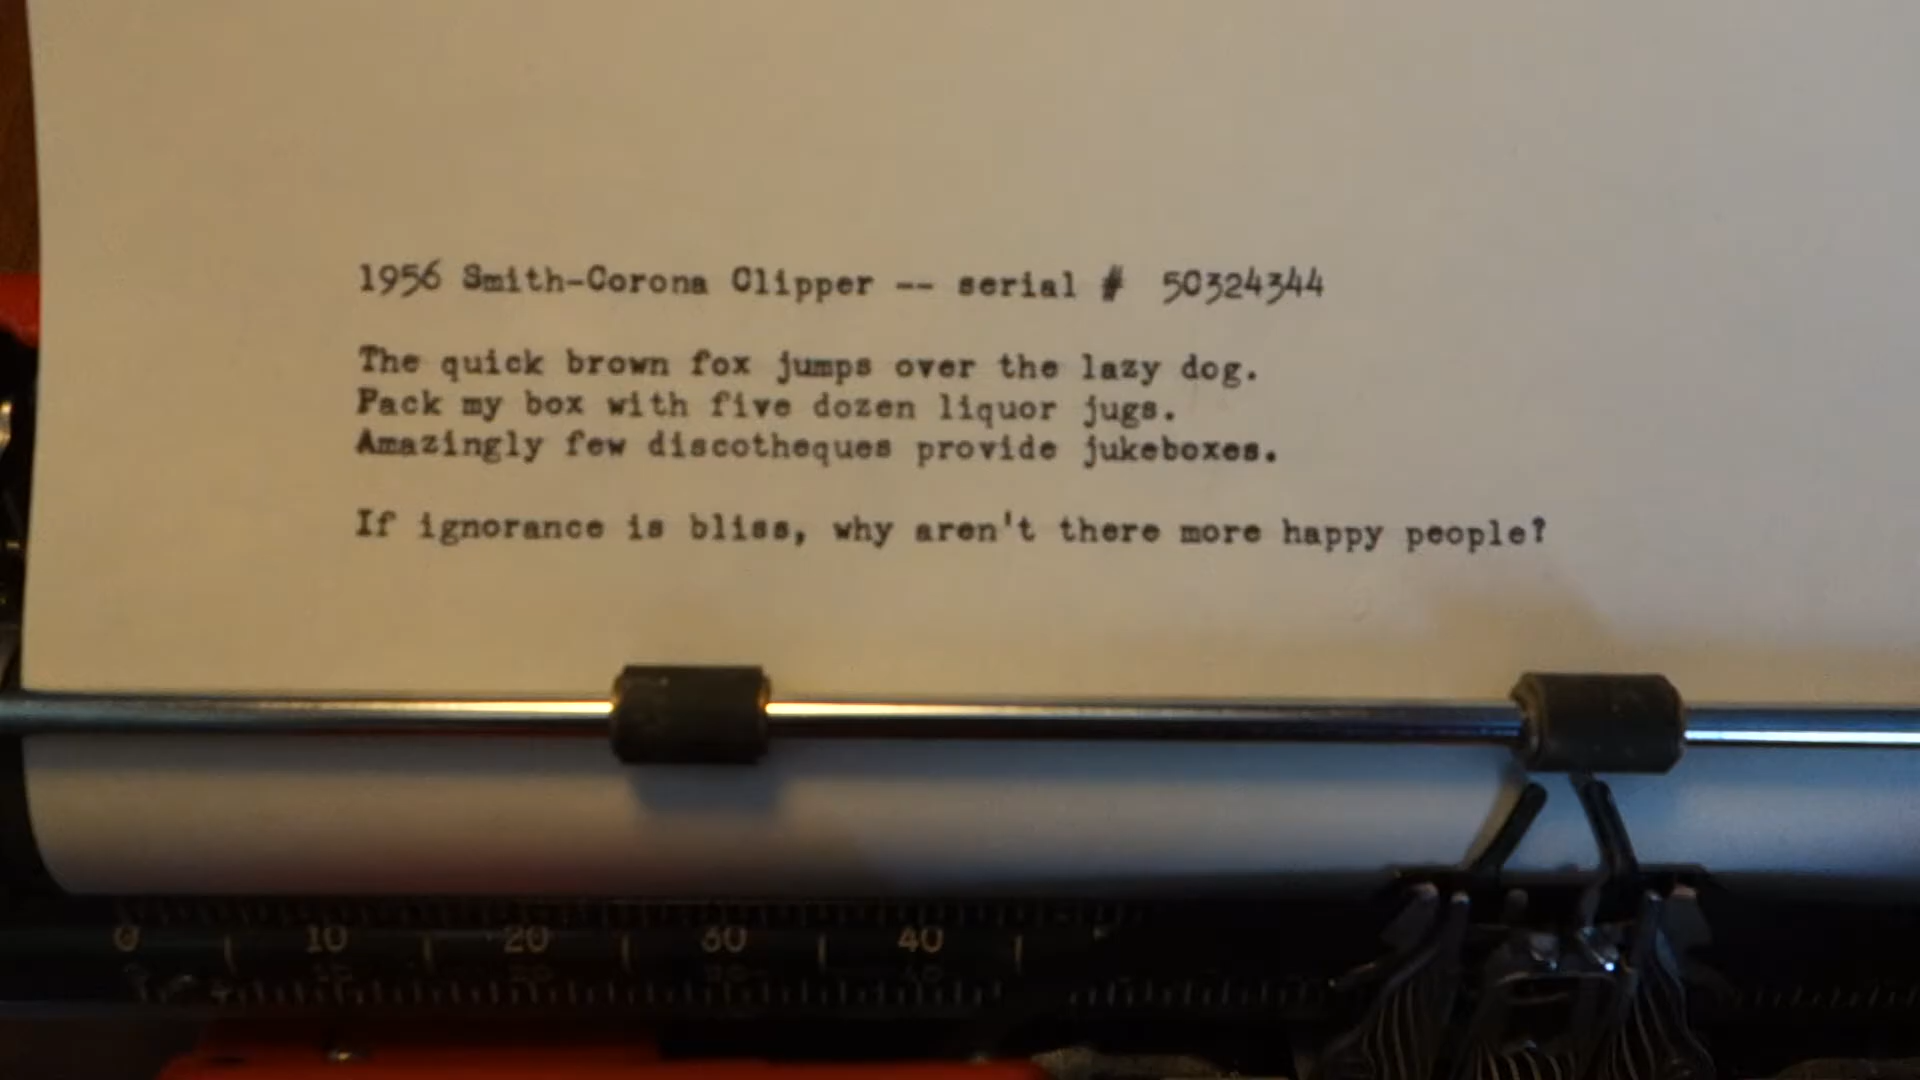 1956 Smith-Corona Clipper -- serial #  50324344
The quick brown fox jumps over the lazy dog.
Pack my box with five dozen liquor jugs.
Amazingly few discotheques provide jukeboxes.
If ignorance is bliss, why aren't there more happy people?
0 10 20 30 40